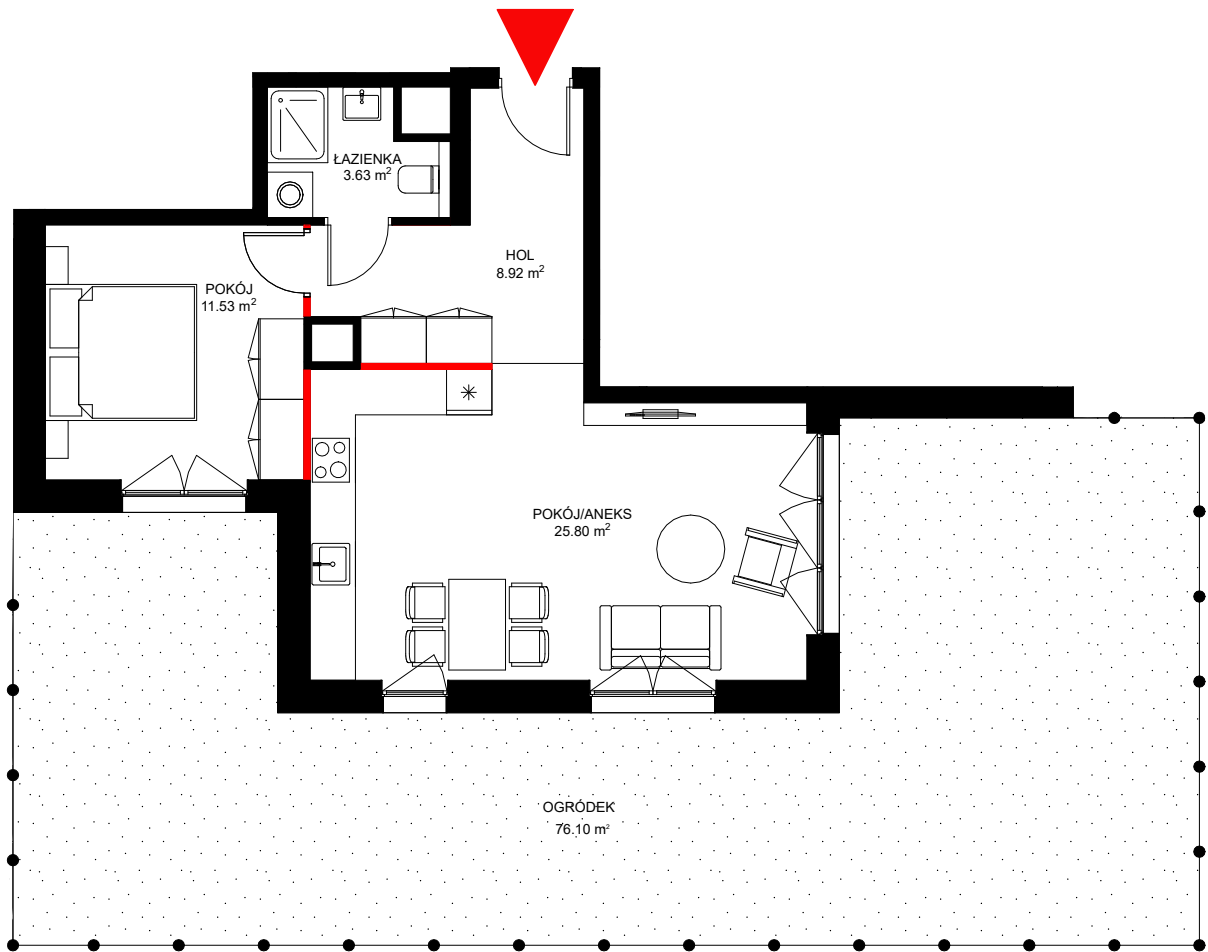 ŁAZIENKA
3.63 m²
HOL
8.92 m²
POKÓJ
11.53 m²
POKÓJ/ANEKS
25.80 m²
OGRÓDEK
76.10 m²